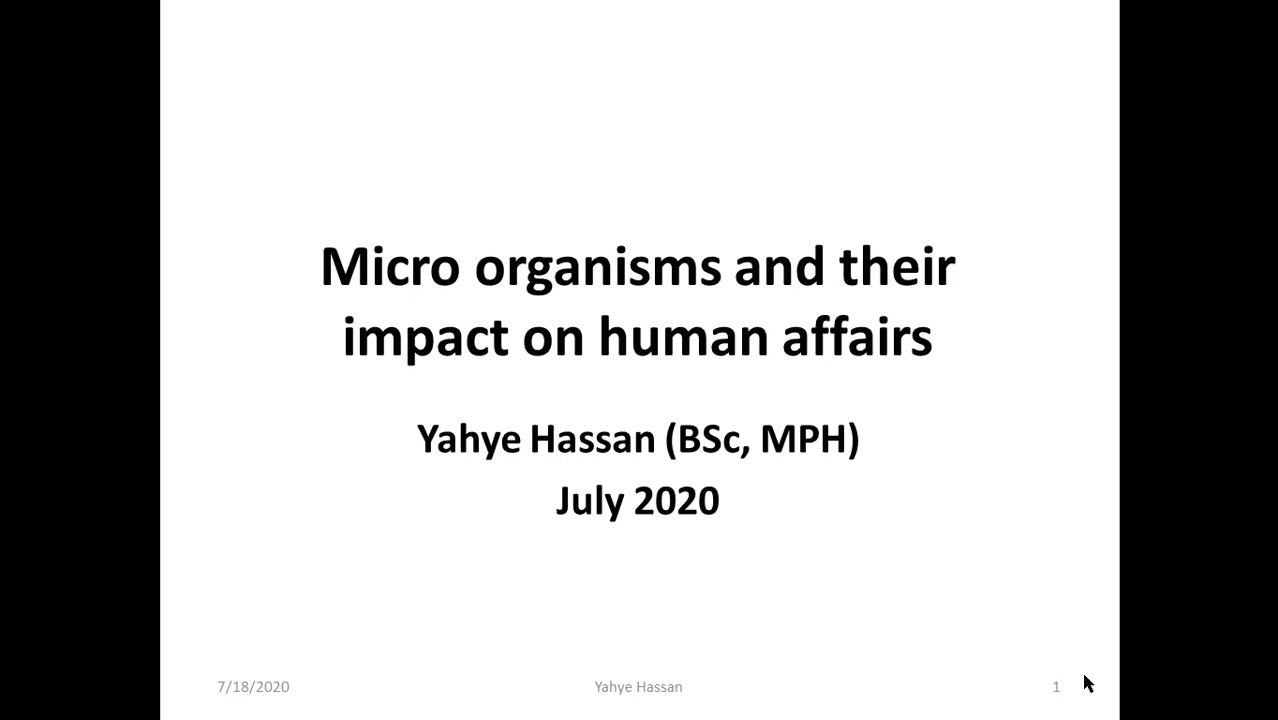 Micro organisms and their
impact on human affairs
Yahye Hassan (BSc, MPH)
July 2020
7/18/2020 Yahye Hassan 1